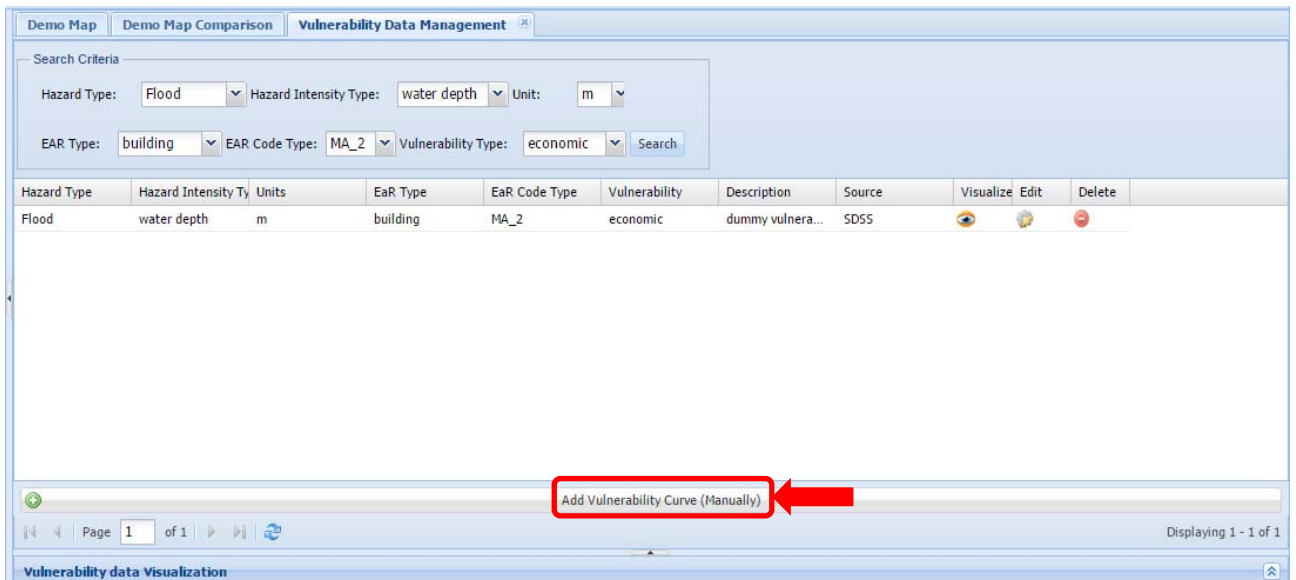 Demo Map Demo Map Comparison Vulnerability Data Management
Search Criteria
Hazard Type: Flood Hazard Intensity Type: water depth Unit: m
EAR Type: building EAR Code Type: MA_2 Vulnerability Type: economic Search
Hazard Type Hazard Intensity Ty Units EaR Type EaR Code Type Vulnerability Description Source Visualize Edit Delete
Flood water depth m building MA_2 economic dummy vulnera... SDSS
Add Vulnerability Curve (Manually)
Page 1 of 1 Displaying 1 - 1 of 1
Vulnerability data Visualization